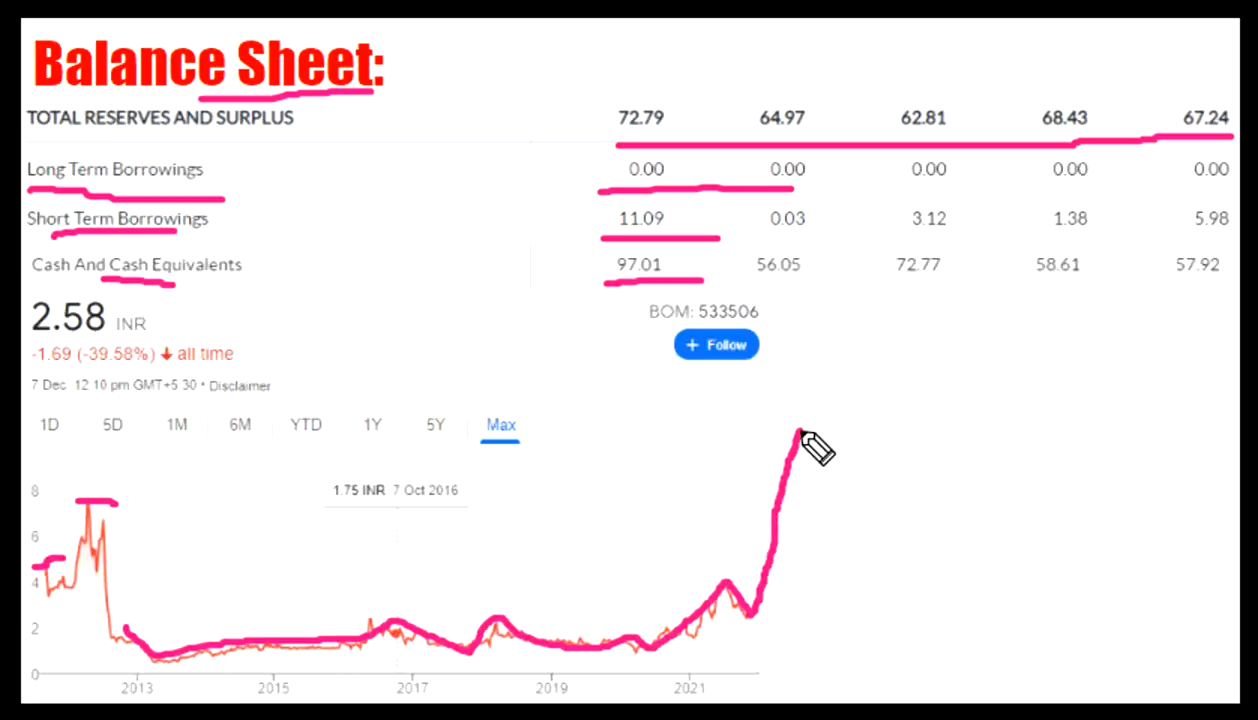 Balance Sheet:
TOTAL RESERVES AND SURPLUS 72.79 64.97 62.81 68.43 67.24
Long Term Borrowings 0.00 0.00 0.00 0.00 0.00
Short Term Borrowings 11.09 0.03 3.12 1.38 5.98
Cash And Cash Equivalents 97.01 56.05 72.77 58.61 57.92
2.58 INR
BOM: 533506
-1.69 (-39.58%) ↓ all time
+ Follow
7 Dec 12 10 pm GMT+5 30 • Disclaimer
1D 5D 1M 6M YTD 1Y 5Y Max
1.75 INR 7 Oct 2016
8
6
4
2
0
2013 2015 2017 2019 2021